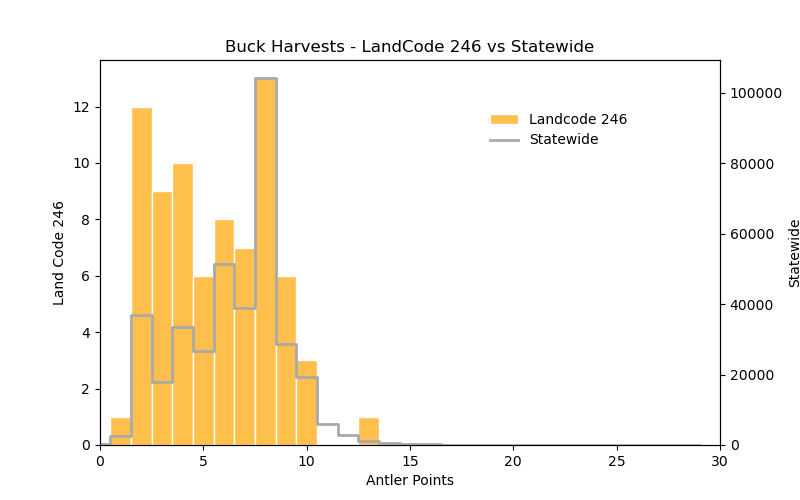 Buck Harvests - LandCode 246 vs Statewide
Landcode 246
Statewide
Land Code 246
0
2
4
6
8
10
12
Statewide
0
20000
40000
60000
80000
100000
0 5 10 15 20 25 30
Antler Points